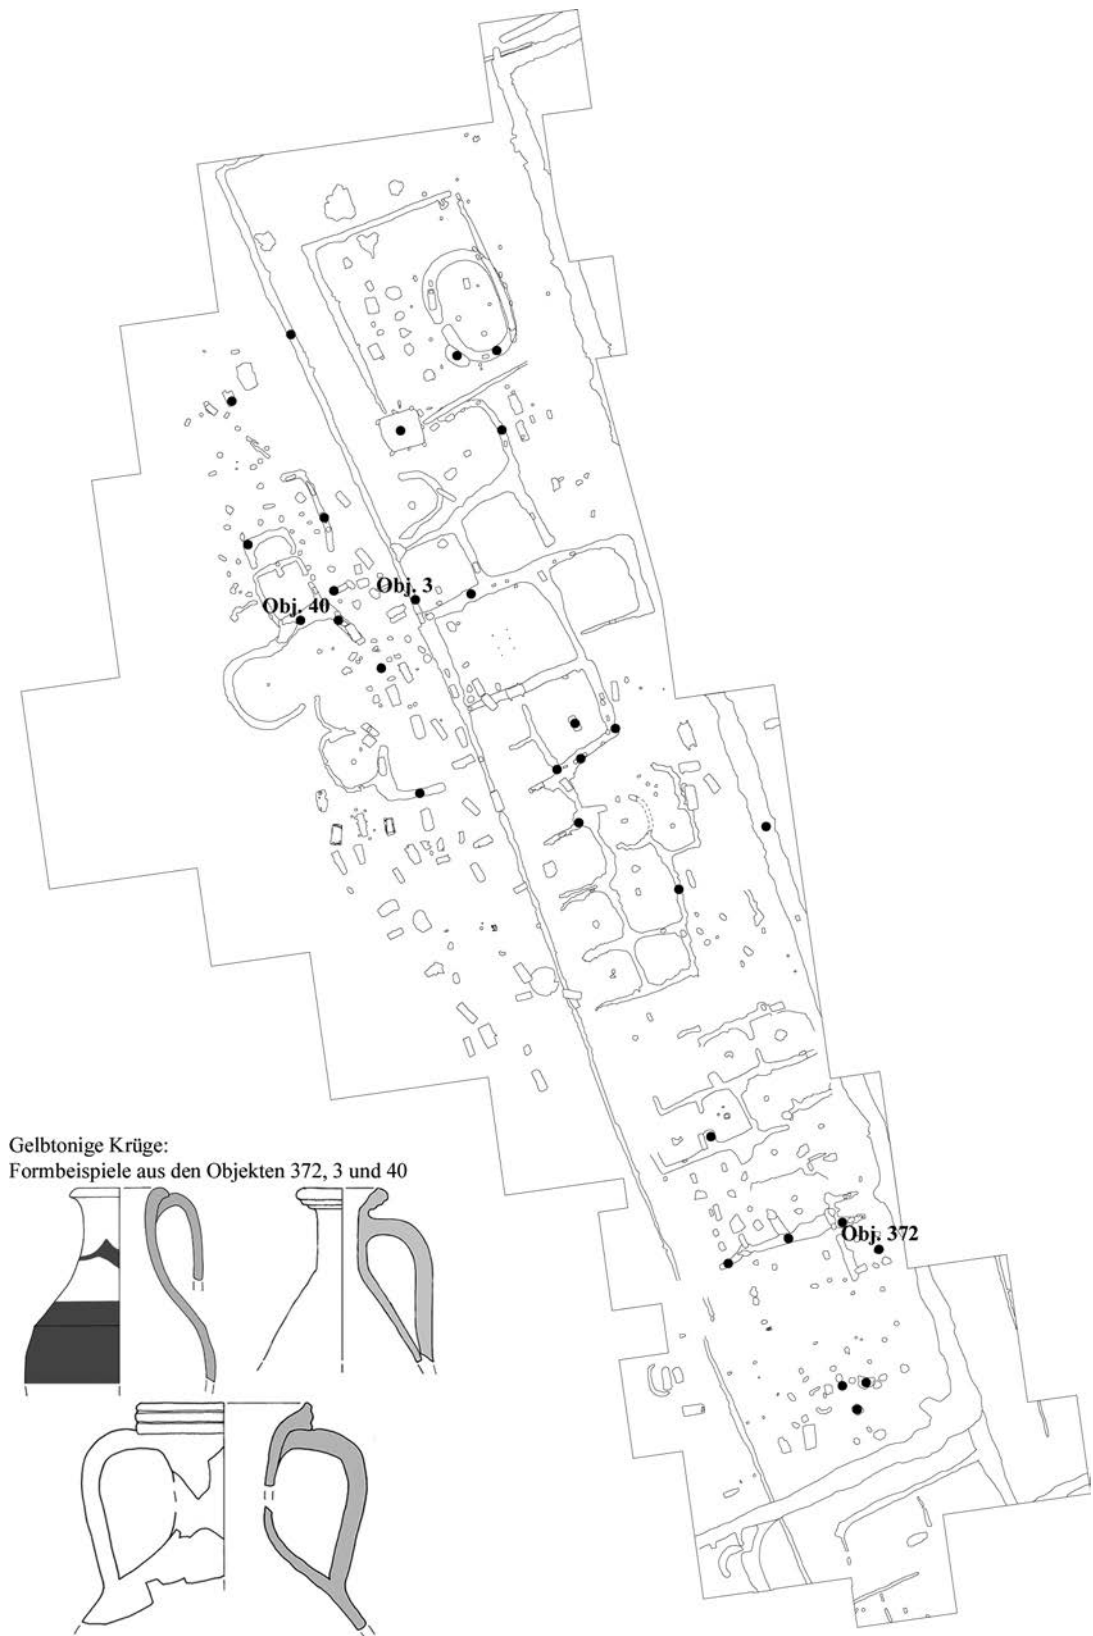 Obj. 3
Obj. 40
Gelbtonige Krüge:
Formbeispiele aus den Objekten 372, 3 und 40
Obj. 372